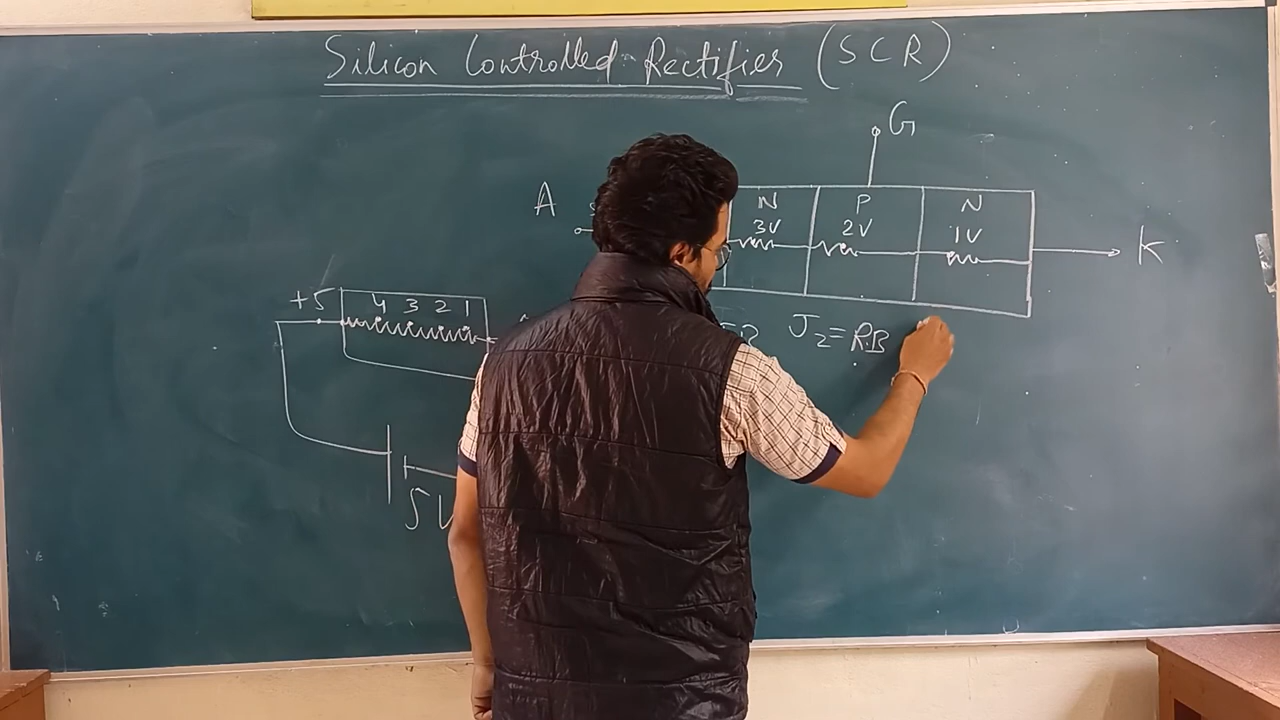 Silicon Controlled Rectifier (SCR)
G
A
N P N
3V 2V 1V
K
+5 4 3 2 1
J2 = R.B
5V